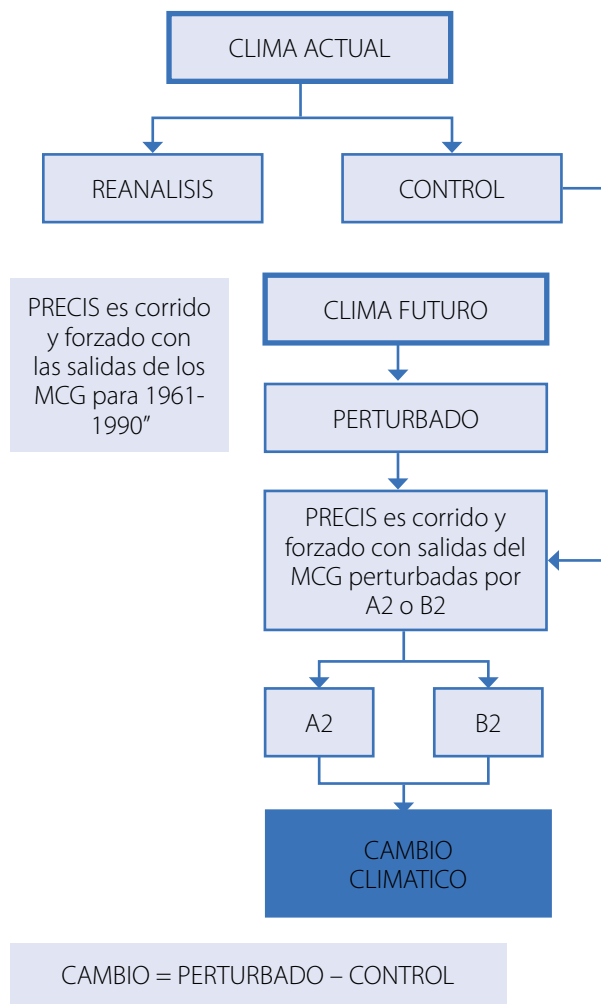 CLIMA ACTUAL
REANALISIS
CONTROL
PRECIS es corrido
y forzado con
las salidas de los
MCG para 1961-
1990”
CLIMA FUTURO
PERTURBADO
PRECIS es corrido y
forzado con salidas del
MCG perturbadas por
A2 o B2
A2
B2
CAMBIO
CLIMATICO
CAMBIO = PERTURBADO – CONTROL